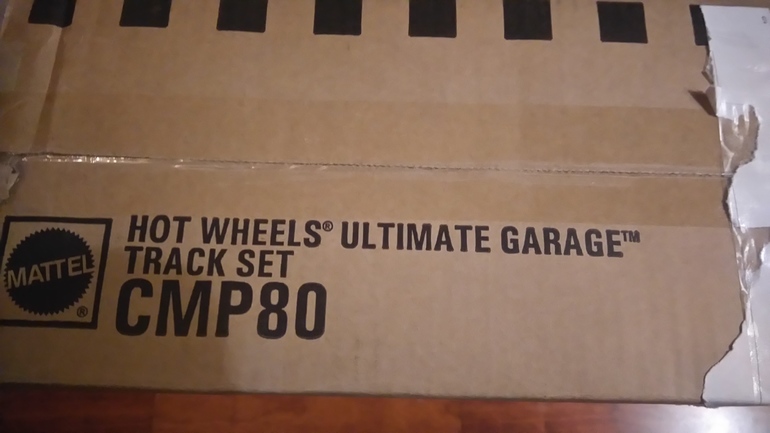 HOT WHEELS® ULTIMATE GARAGE™
TRACK SET
MATTEL®
CMP80